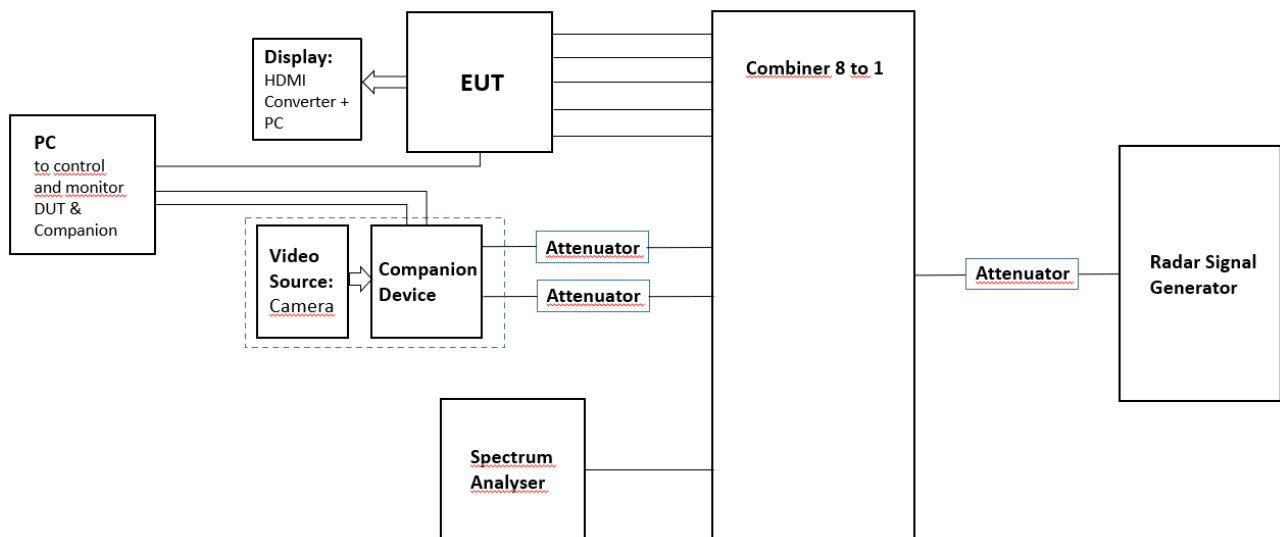 Display:
HDMI
Converter +
PC
EUT
Combiner 8 to 1
PC
to control
and monitor
DUT &
Companion
Video
Source:
Camera
Companion
Device
Attenuator
Attenuator
Attenuator
Radar Signal
Generator
Spectrum
Analyser